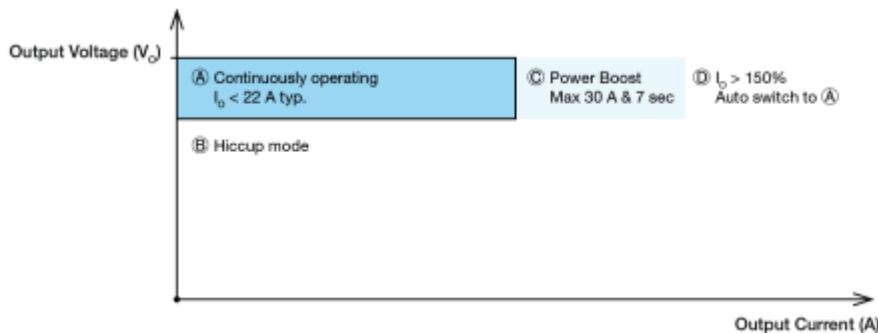 Output Voltage (Vₒ)
Ⓐ Continuously operating
Iₒ < 22 A typ.
Ⓒ Power Boost
Max 30 A & 7 sec
Ⓓ Iₒ > 150%
Auto switch to Ⓐ
Ⓑ Hiccup mode
Output Current (A)